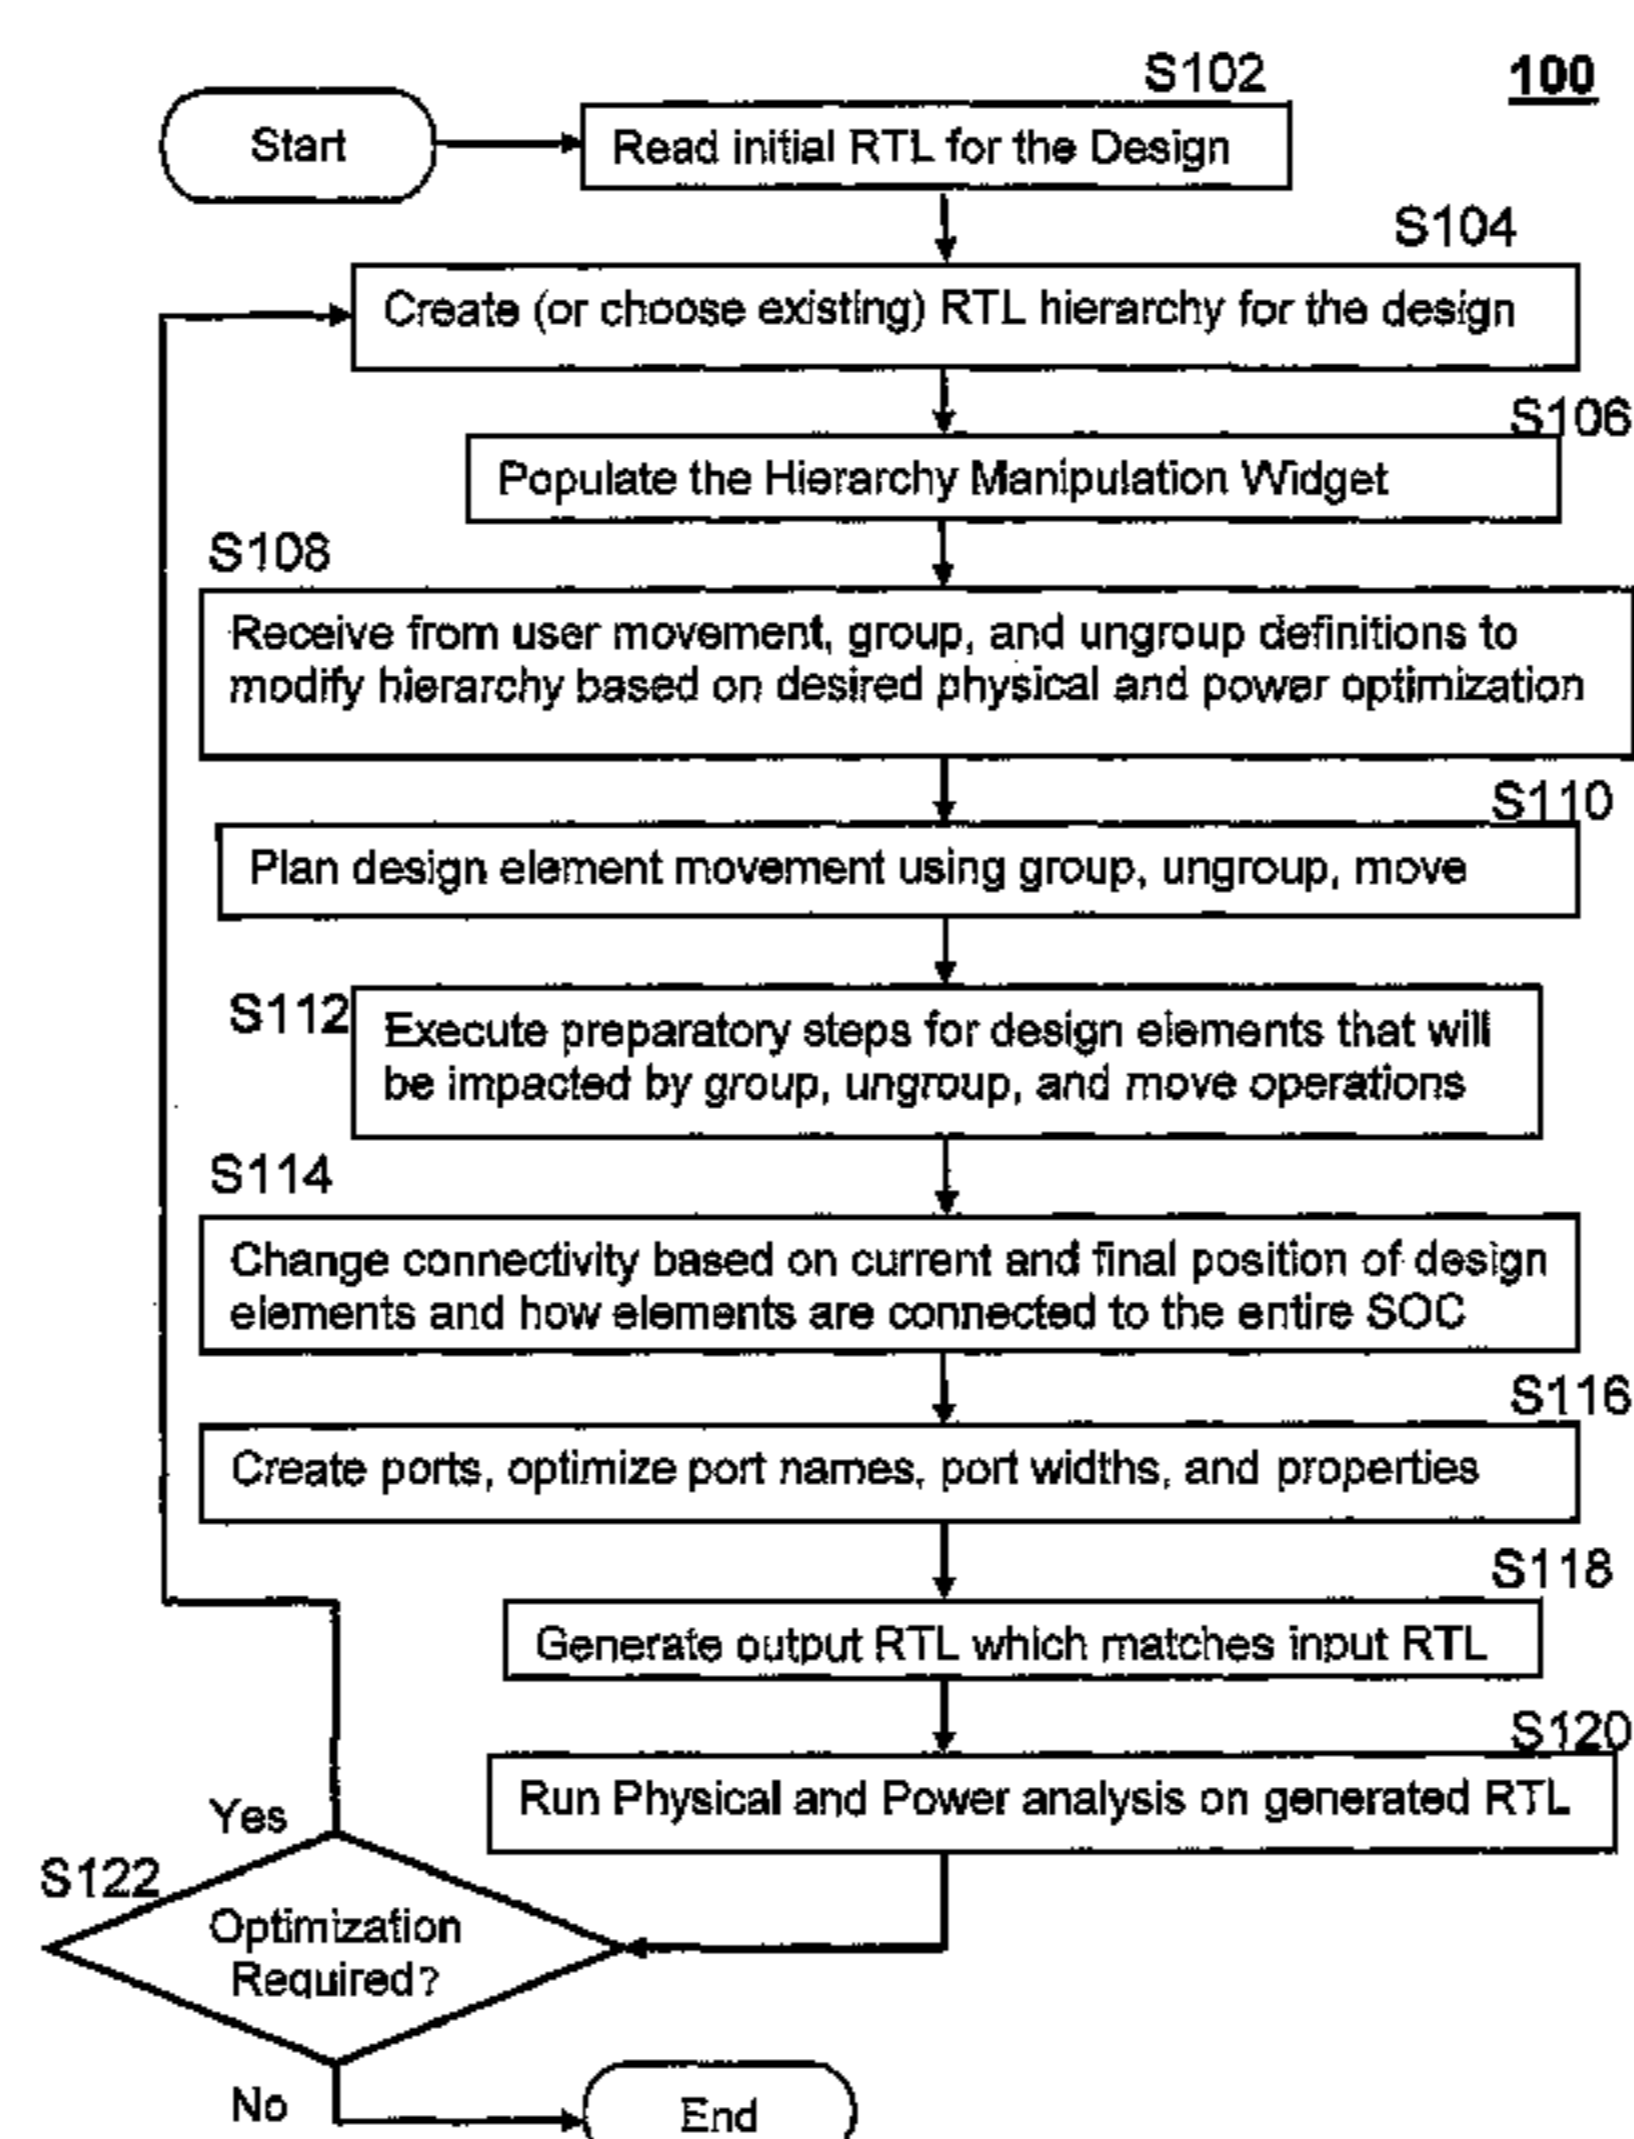 100
S102
Start
Read initial RTL for the Design
S104
Create (or choose existing) RTL hierarchy for the design
S106
Populate the Hierarchy Manipulation Widget
S108
Receive from user movement, group, and ungroup definitions to
modify hierarchy based on desired physical and power optimization
S110
Plan design element movement using group, ungroup, move
S112
Execute preparatory steps for design elements that will
be impacted by group, ungroup, and move operations
S114
Change connectivity based on current and final position of design
elements and how elements are connected to the entire SOC
S116
Create ports, optimize port names, port widths, and properties
S118
Generate output RTL which matches input RTL
S120
Run Physical and Power analysis on generated RTL
Yes
S122
Optimization
Required?
No
End